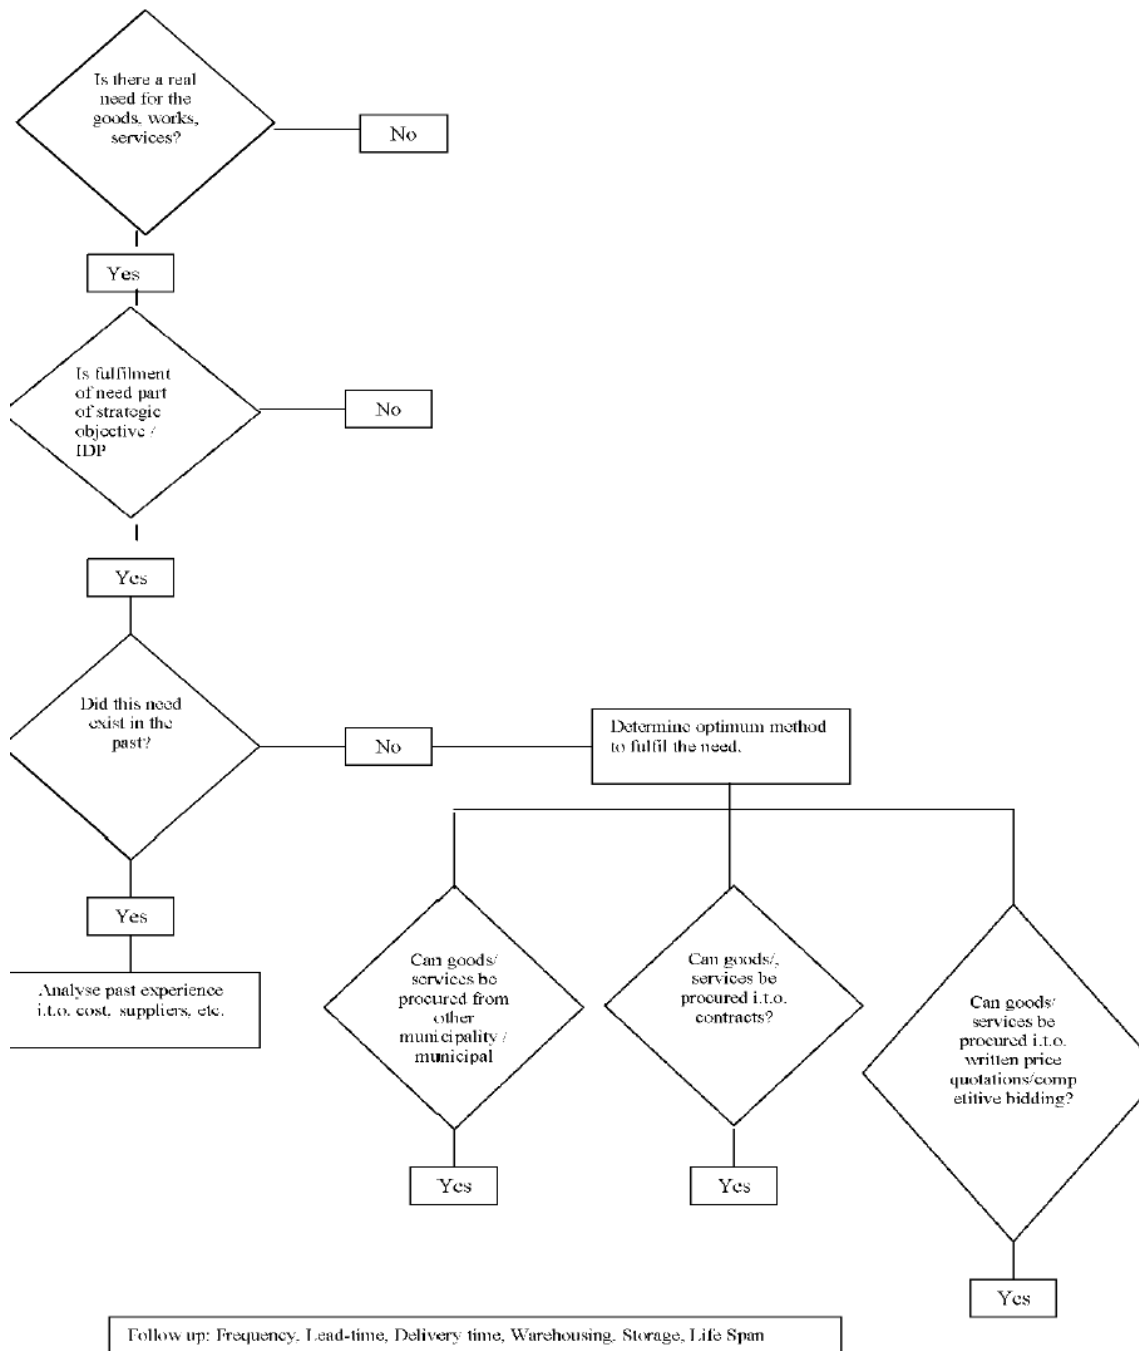 Is there a real
need for the
goods, works,
services?
No
Yes
Is fulfilment
of need part
of strategic
objective /
IDP
No
Yes
Did this need
exist in the
past?
No
Determine optimum method
to fulfil the need.
Yes
Analyse past experience
i.t.o. cost, suppliers, etc.
Can goods/
services be
procured from
other
municipality /
municipal
Can goods/,
services be
procured i.t.o.
contracts?
Can goods/
services be
procured i.t.o.
written price
quotations/comp
etitive bidding?
Yes
Yes
Yes
Follow up: Frequency, Lead-time, Delivery time, Warehousing, Storage, Life Span